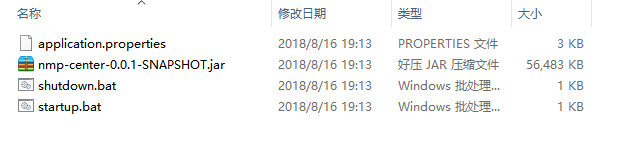 名称 修改日期 类型 大小
application.properties 2018/8/16 19:13 PROPERTIES 文件 3 KB
nmp-center-0.0.1-SNAPSHOT.jar 2018/8/16 19:13 好压 JAR 压缩文件 56,483 KB
shutdown.bat 2018/8/16 19:13 Windows 批处理... 1 KB
startup.bat 2018/8/16 19:13 Windows 批处理... 1 KB